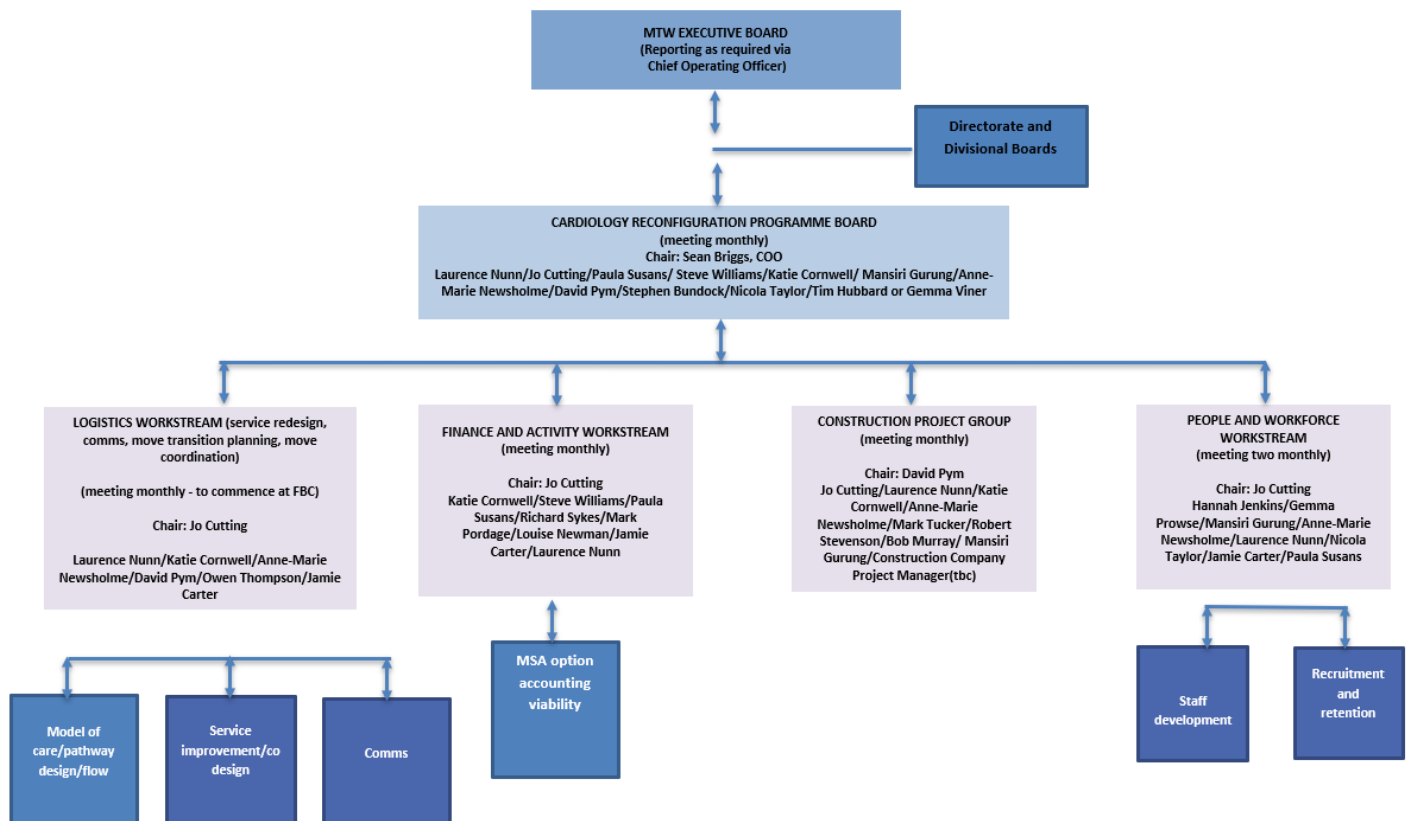 MTW EXECUTIVE BOARD
(Reporting as required via
Chief Operating Officer)
Directorate and
Divisional Boards
CARDIOLOGY RECONFIGURATION PROGRAMME BOARD
(meeting monthly)
Chair: Sean Briggs, COO
Laurence Nunn/Jo Cutting/Paula Susans/ Steve Williams/Katie Cornwell/ Mansiri Gurung/Anne-
Marie Newsholme/David Pym/Stephen Bundock/Nicola Taylor/Tim Hubbard or Gemma Viner
LOGISTICS WORKSTREAM (service redesign,
comms, move transition planning, move
coordination)
(meeting monthly - to commence at FBC)
Chair: Jo Cutting
Laurence Nunn/Katie Cornwell/Anne-Marie
Newsholme/David Pym/Owen Thompson/Jamie
Carter
FINANCE AND ACTIVITY WORKSTREAM
(meeting monthly)
Chair: Jo Cutting
Katie Cornwell/Steve Williams/Paula
Susans/Richard Sykes/Mark
Pordage/Louise Newman/Jamie
Carter/Laurence Nunn
CONSTRUCTION PROJECT GROUP
(meeting monthly)
Chair: David Pym
Jo Cutting/Laurence Nunn/Katie
Cornwell/Anne-Marie
Newsholme/Mark Tucker/Robert
Stevenson/Bob Murray/ Mansiri
Gurung/Construction Company
Project Manager(tbc)
PEOPLE AND WORKFORCE
WORKSTREAM
(meeting two monthly)
Chair: Jo Cutting
Hannah Jenkins/Gemma
Prowse/Mansiri Gurung/Anne-Marie
Newsholme/Laurence Nunn/Nicola
Taylor/Jamie Carter/Paula Susans
Model of
care/pathway
design/flow
Service
improvement/co
design
Comms
MSA option
accounting
viability
Staff
development
Recruitment
and
retention